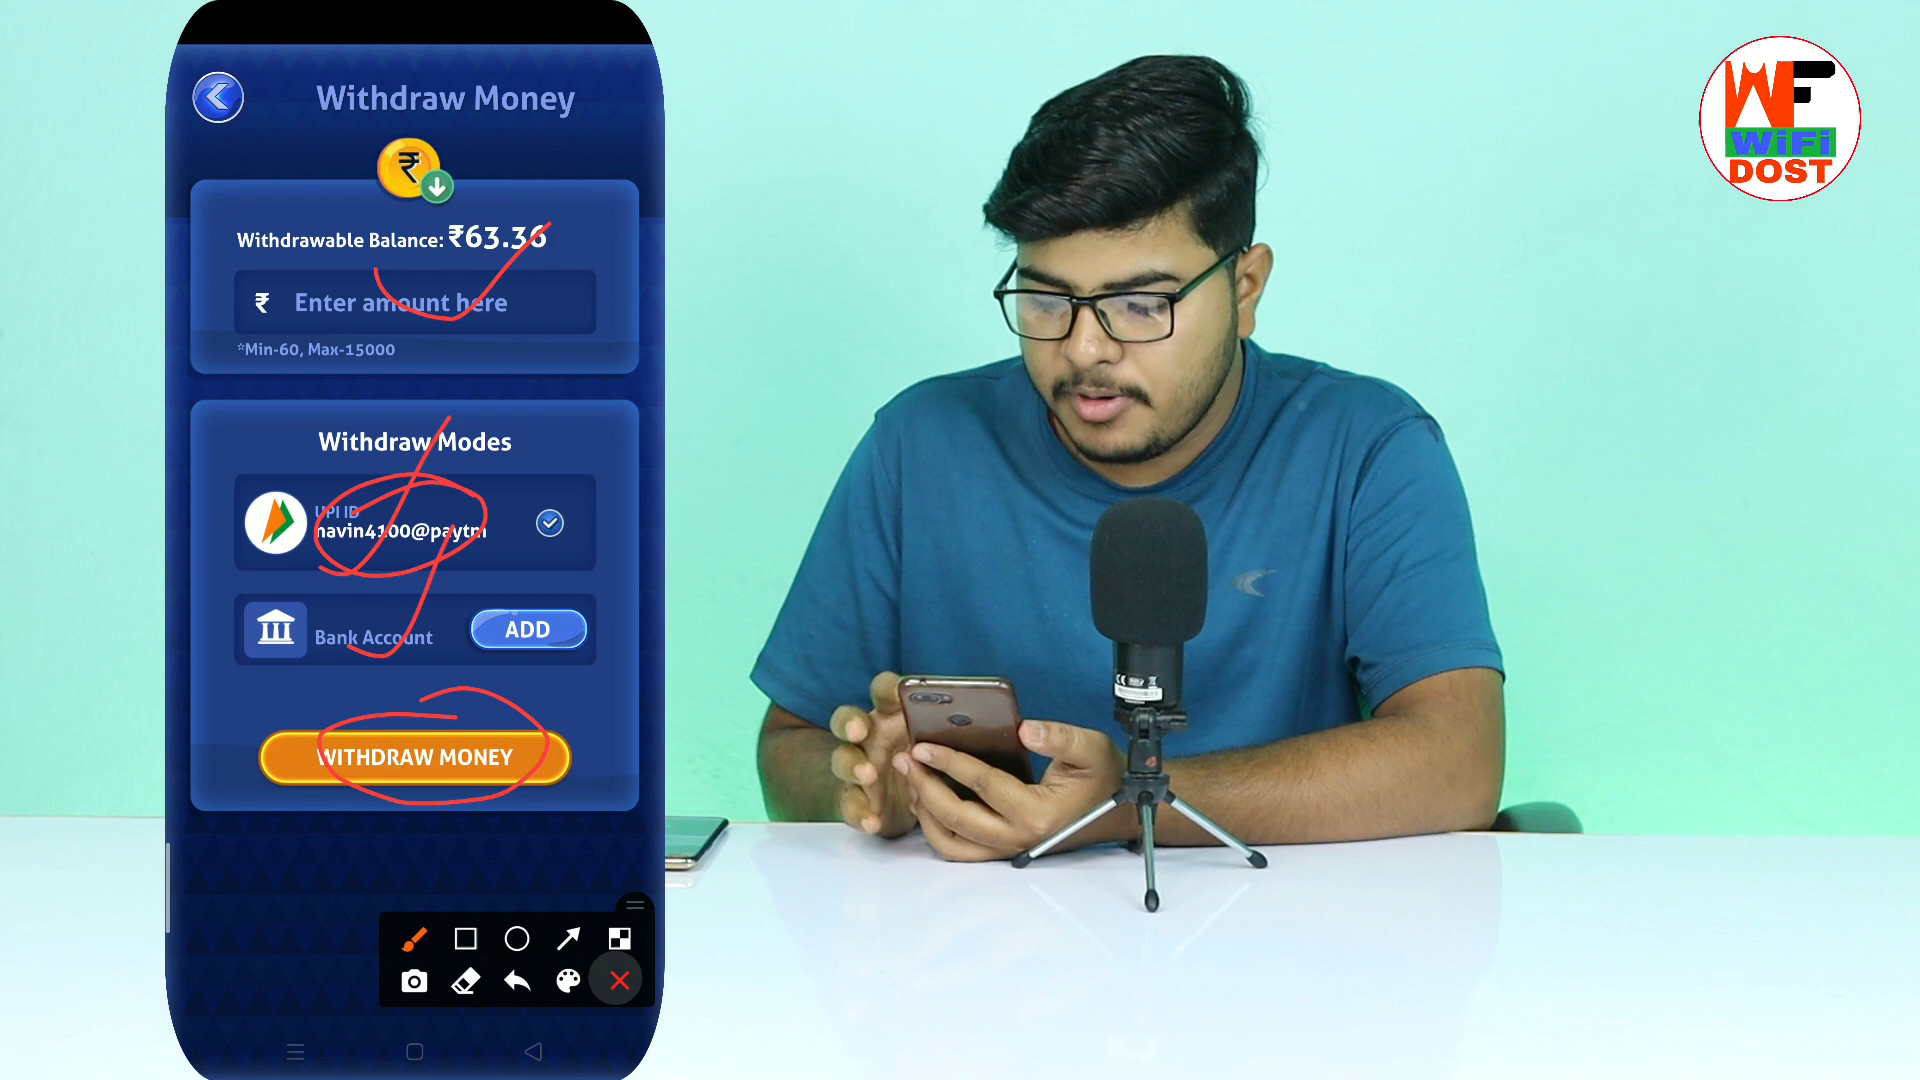 Withdraw Money
₹
Withdrawable Balance: ₹63.36
₹ Enter amount here
*Min-60, Max-15000
Withdraw Modes
UPI ID
navin4100@paytm
Bank Account
ADD
WITHDRAW MONEY
WF
WiFi
DOST